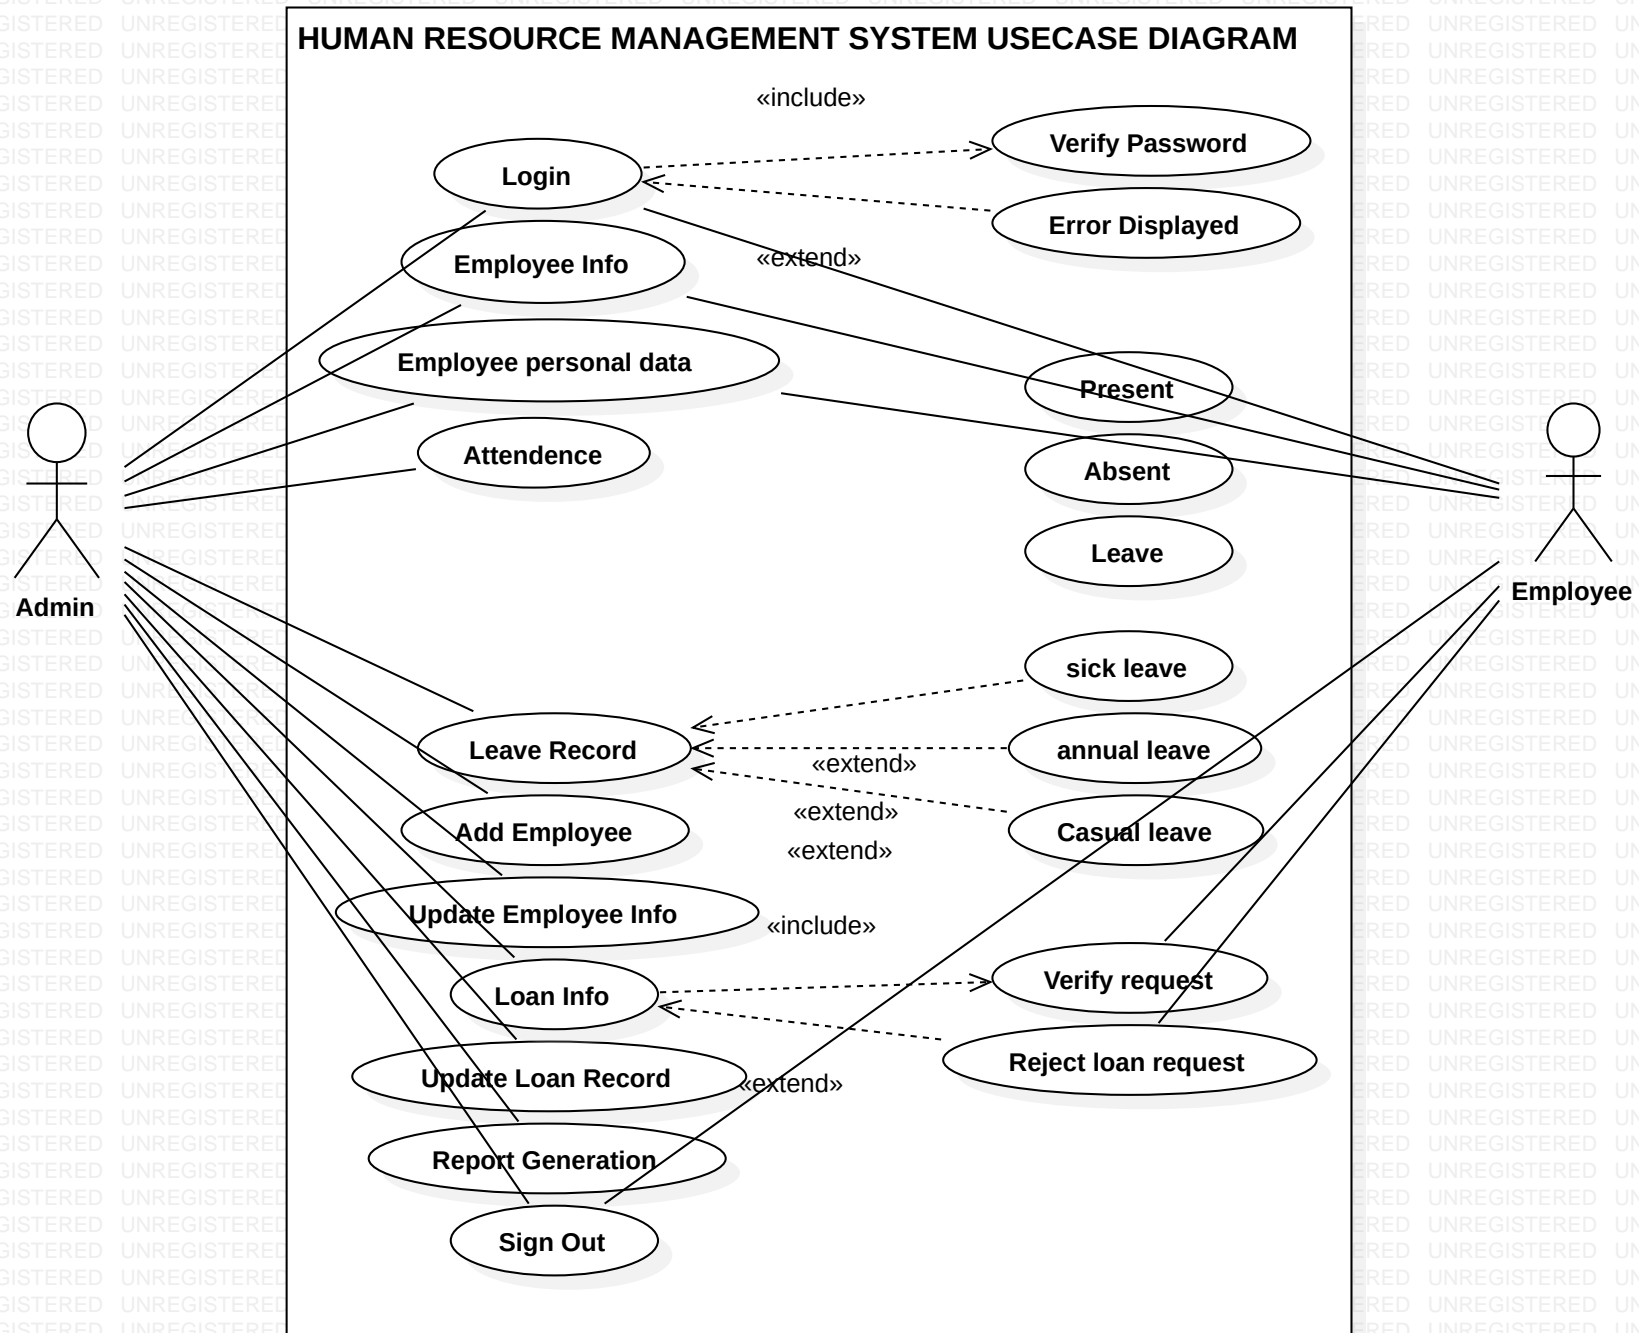 HUMAN RESOURCE MANAGEMENT SYSTEM USECASE DIAGRAM
«include»
Verify Password
Login
Error Displayed
«extend»
Employee Info
Employee personal data
Present
Attendence
Absent
Leave
Admin
Employee
sick leave
Leave Record
annual leave
«extend»
«extend»
Add Employee
Casual leave
«extend»
Update Employee Info
«include»
Verify request
Loan Info
Reject loan request
Update Loan Record
«extend»
Report Generation
Sign Out
UNREGISTERED